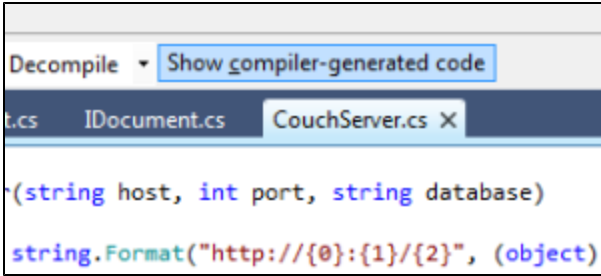 Decompile Show compiler-generated code
t.cs IDocument.cs CouchServer.cs
(string host, int port, string database)
string.Format("http://{0}:{1}/{2}", (object)